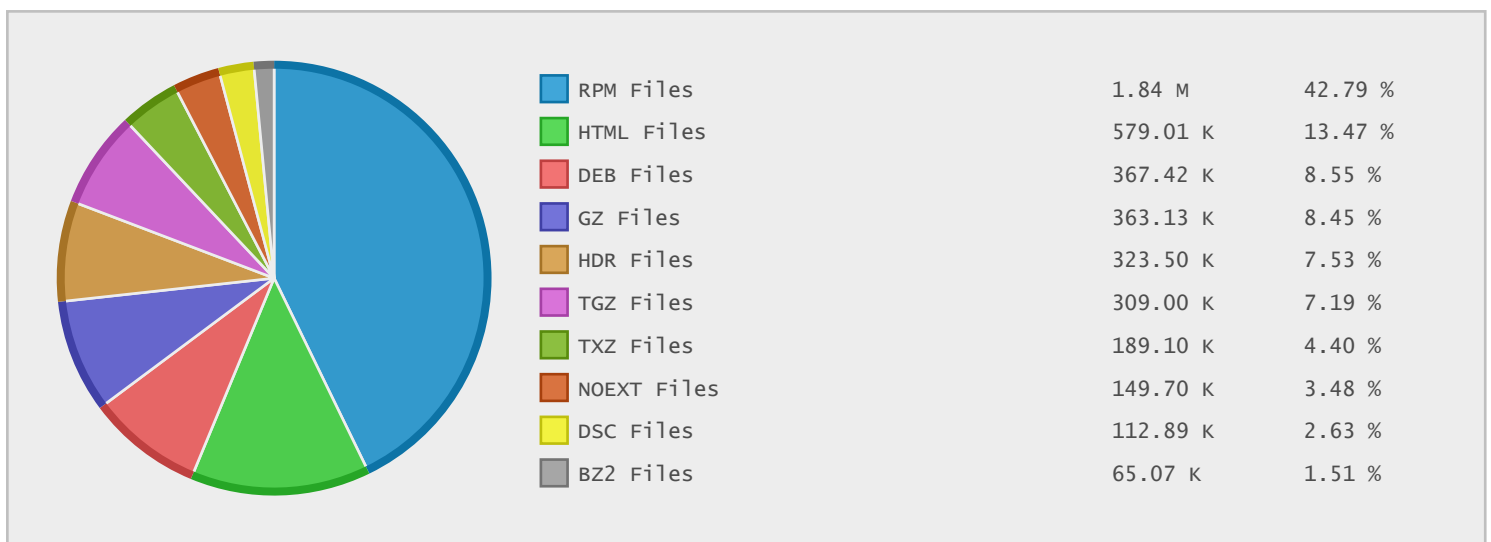 RPM Files 1.84 M 42.79 %
HTML Files 579.01 K 13.47 %
DEB Files 367.42 K 8.55 %
GZ Files 363.13 K 8.45 %
HDR Files 323.50 K 7.53 %
TGZ Files 309.00 K 7.19 %
TXZ Files 189.10 K 4.40 %
NOEXT Files 149.70 K 3.48 %
DSC Files 112.89 K 2.63 %
BZ2 Files 65.07 K 1.51 %